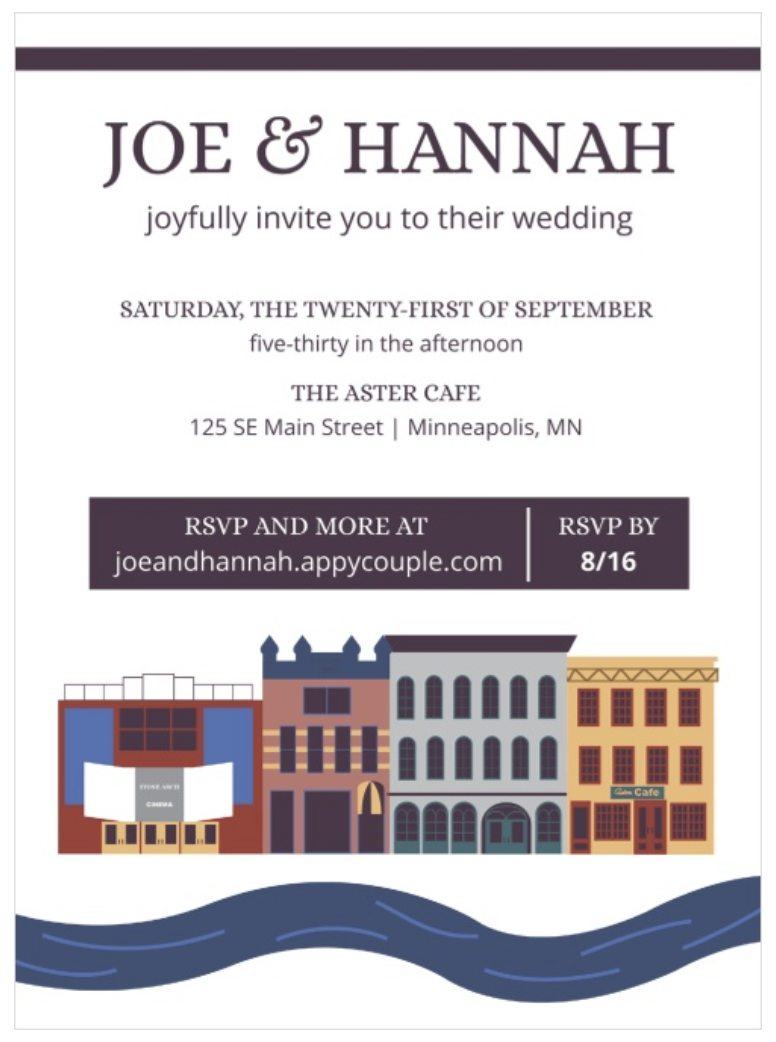 JOE & HANNAH
joyfully invite you to their wedding
SATURDAY, THE TWENTY-FIRST OF SEPTEMBER
five-thirty in the afternoon
THE ASTER CAFE
125 SE Main Street | Minneapolis, MN
RSVP AND MORE AT
joeandhannah.appycouple.com
RSVP BY
8/16
STONE ARCH
CINEMA
Aster Cafe